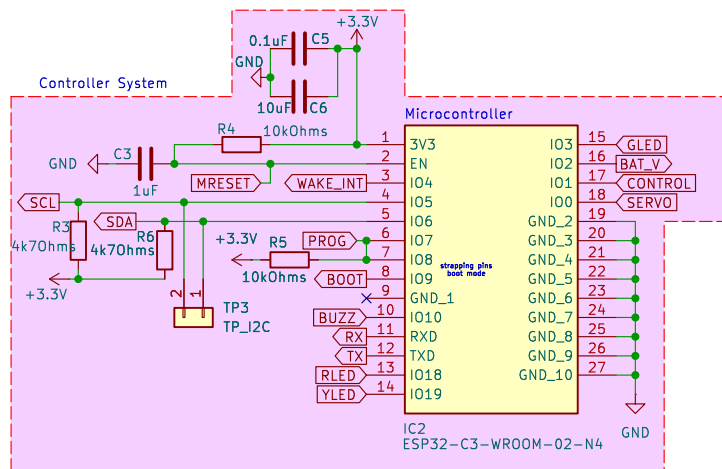 +3.3V
0.1uF C5
GND
Controller System
10uF C6
Microcontroller
R4 10kOhms
1 3V3
IO3 15 GLED
GND C3 1uF
2 EN
IO2 16 BAT_V
MRESET
WAKE_INT 3 IO4
IO1 17 CONTROL
SCL
4 IO5
IO0 18 SERVO
SDA
5 IO6
GND_2 19
R3 4k7Ohms
R6 4k7Ohms
+3.3V R5 10kOhms
PROG 6 IO7
GND_3 20
7 IO8
GND_4 21
strapping pins
boot mode
BOOT 8 IO9
GND_5 22
+3.3V
2 1
9 GND_1
GND_6 23
TP3
TP_I2C
BUZZ 10 IO10
GND_7 24
RX 11 RXD
GND_8 25
TX 12 TXD
GND_9 26
RLED 13 IO18
GND_10 27
YLED 14 IO19
GND
IC2
ESP32-C3-WROOM-02-N4